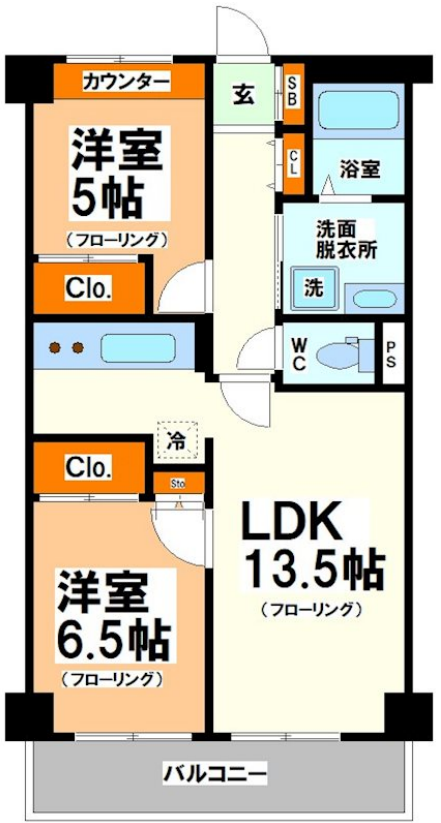 カウンター
洋室
5帖
(フローリング)
Clo.
玄
SB
CL
浴室
洗面
脱衣所
洗
WC
PS
冷
Clo.
Sto
洋室
6.5帖
(フローリング)
LDK
13.5帖
(フローリング)
バルコニー